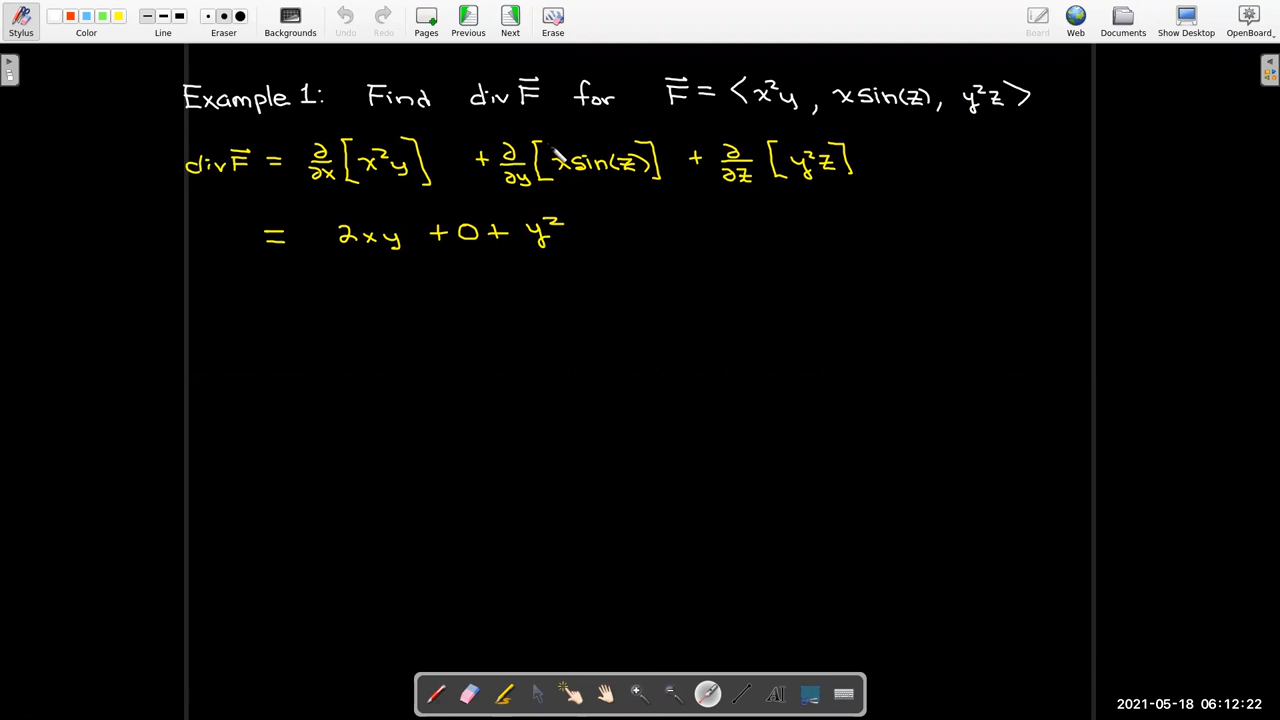 Stylus Color Line Eraser Backgrounds Undo Redo Pages Previous Next Erase Board Web Documents Show Desktop OpenBoard
Example 1: Find div F⃗ for F⃗ = <x²y, x sin(z), y²z>
div F⃗ = ∂/∂x [x²y] + ∂/∂y [x sin(z)] + ∂/∂z [y²z]
= 2xy + 0 + y²
AI
2021-05-18 06:12:22